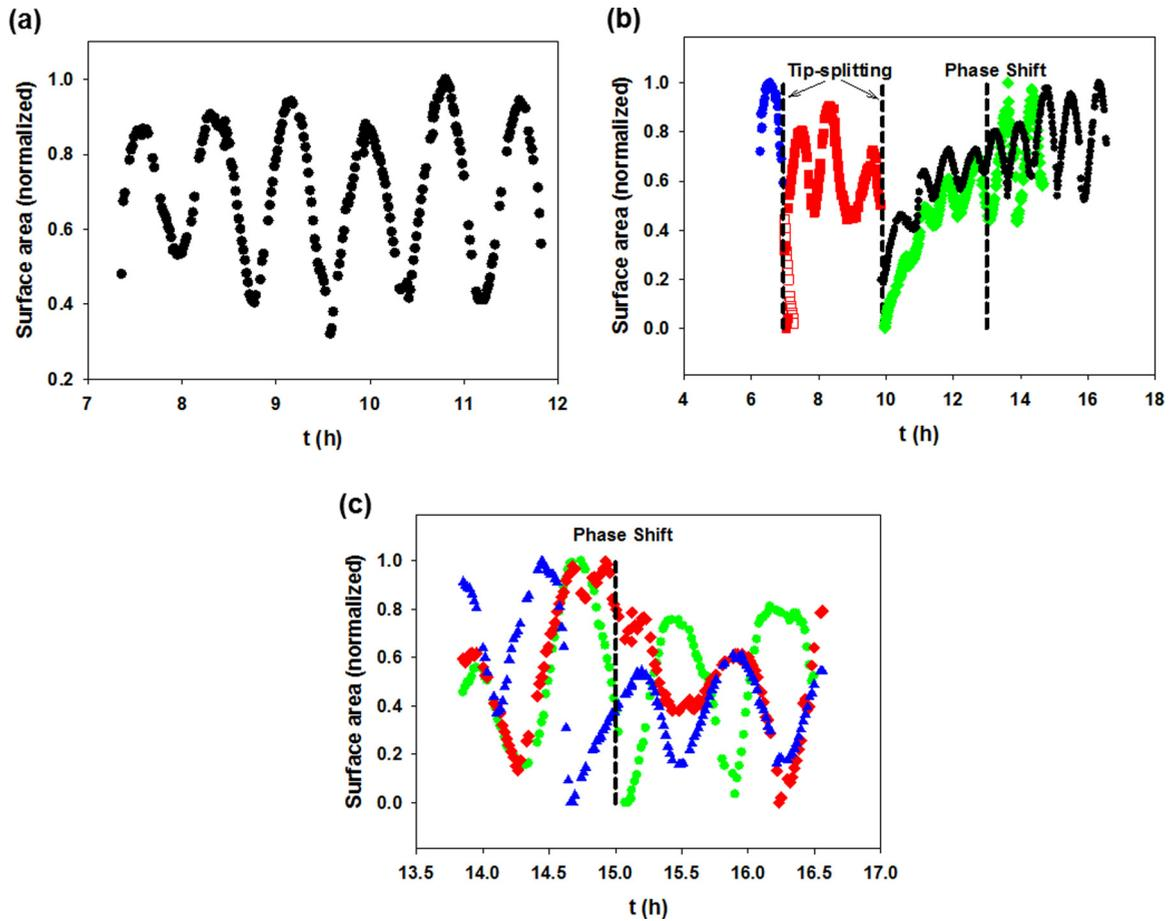 (a)
Surface area (normalized)
1.0
0.8
0.6
0.4
0.2
7 8 9 10 11 12
t (h)
(b)
Surface area (normalized)
Tip-splitting
Phase Shift
1.0
0.8
0.6
0.4
0.2
0.0
4 6 8 10 12 14 16 18
t (h)
(c)
Surface area (normalized)
Phase Shift
1.0
0.8
0.6
0.4
0.2
0.0
13.5 14.0 14.5 15.0 15.5 16.0 16.5 17.0
t (h)